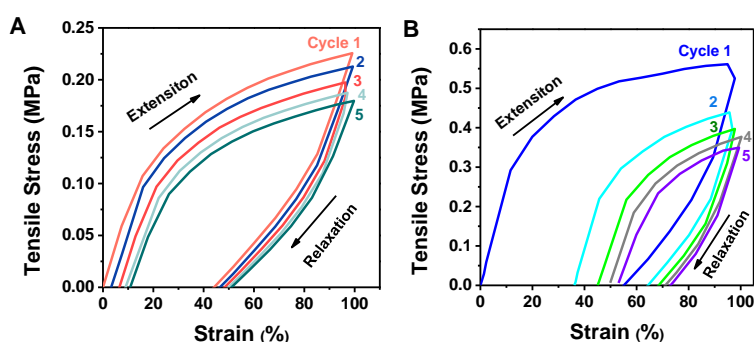 A
Tensile Stress (MPa)
0.25
0.20
0.15
0.10
0.05
0.00
0
20
40
60
80
100
Strain (%)
Cycle 1
2
3
4
5
Extensiton
Relaxation
B
Tensile Stress (MPa)
0.6
0.5
0.4
0.3
0.2
0.1
0.0
0
20
40
60
80
100
Strain (%)
Cycle 1
2
3
4
5
Extensiton
Relaxation